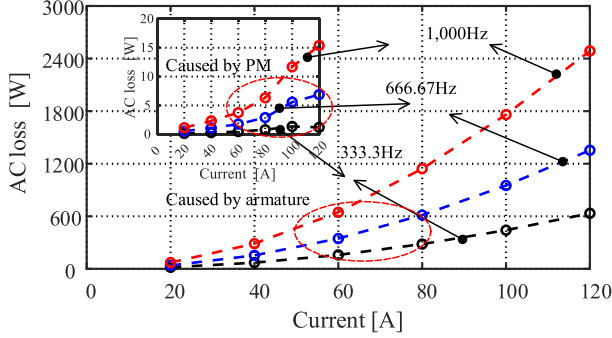 3000
2400
1800
1200
600
0
AC loss [W]
0 20 40 60 80 100 120
Current [A]
20
15
10
5
0
AC loss [W]
0 20 40 60 80 100 120
Current [A]
Caused by PM
1,000Hz
666.67Hz
333.3Hz
Caused by armature